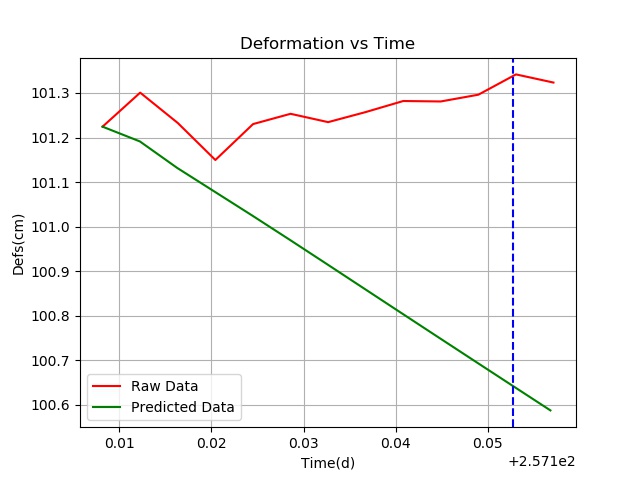 Deformation vs Time
Defs(cm)
101.3
101.2
101.1
101.0
100.9
100.8
100.7
100.6
Raw Data
Predicted Data
0.01 0.02 0.03 0.04 0.05
Time(d)
+2.571e2